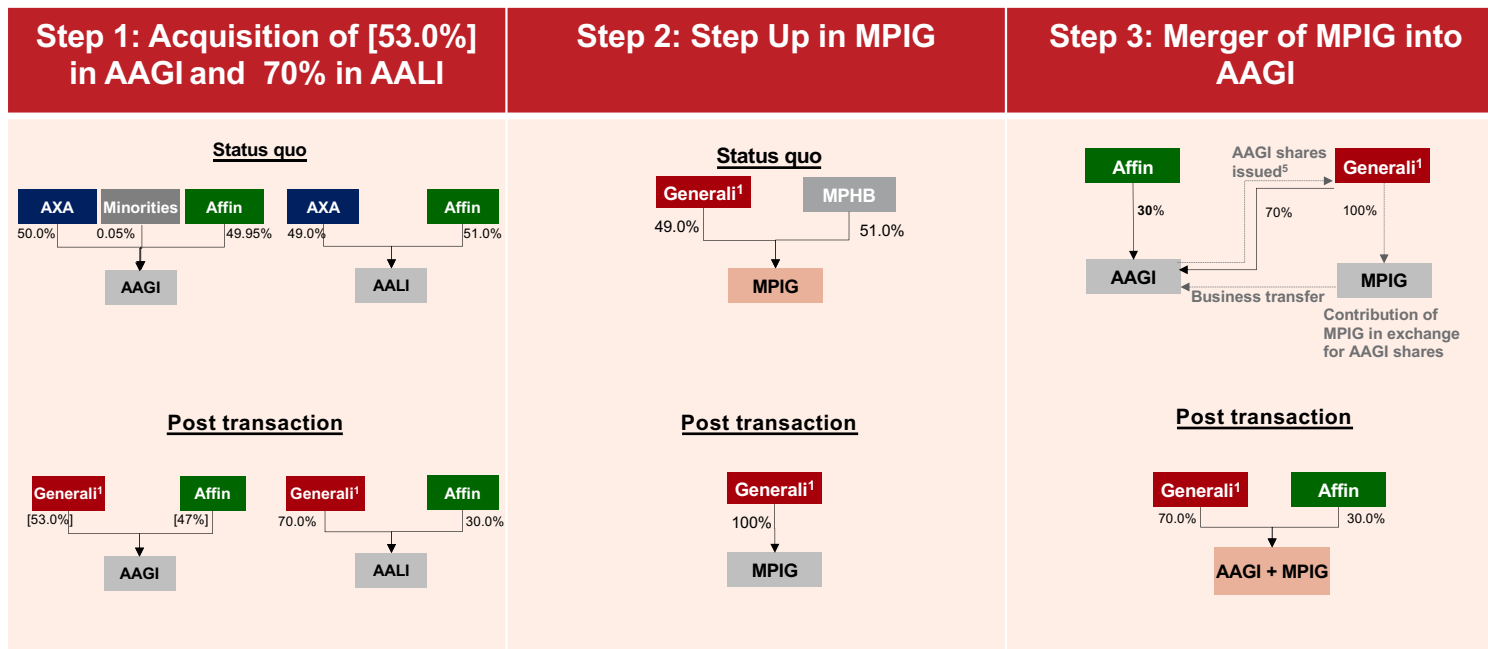 Step 1: Acquisition of [53.0%]
in AAGI and 70% in AALI
Status quo
AXA
Minorities
Affin
AXA
Affin
50.0%
0.05%
49.95%
49.0%
51.0%
AAGI
AALI
Post transaction
Generali¹
Affin
Generali¹
Affin
[53.0%]
[47%]
70.0%
30.0%
AAGI
AALI
Step 2: Step Up in MPIG
Status quo
Generali¹
MPHB
49.0%
51.0%
MPIG
Post transaction
Generali¹
100%
MPIG
Step 3: Merger of MPIG into
AAGI
Affin
AAGI shares
issued⁵
Generali¹
30%
70%
100%
AAGI
MPIG
Business transfer
Contribution of
MPIG in exchange
for AAGI shares
Post transaction
Generali¹
Affin
70.0%
30.0%
AAGI + MPIG